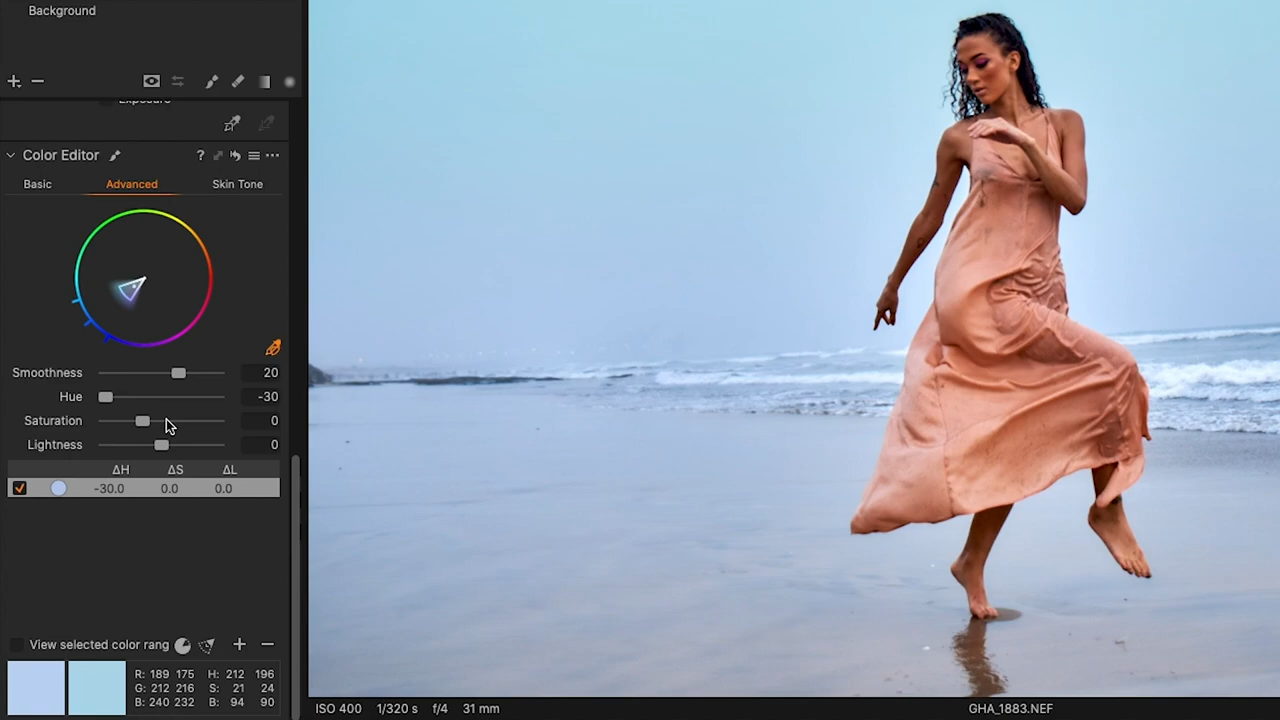 Background
Exposure
Color Editor ?
Basic Advanced Skin Tone
Smoothness 20
Hue -30
Saturation 0
Lightness 0
ΔH ΔS ΔL
-30.0 0.0 0.0
View selected color rang
R: 189 175 H: 212 196
G: 212 216 S: 21 24
B: 240 232 B: 94 90
ISO 400 1/320 s f/4 31 mm GHA_1883.NEF